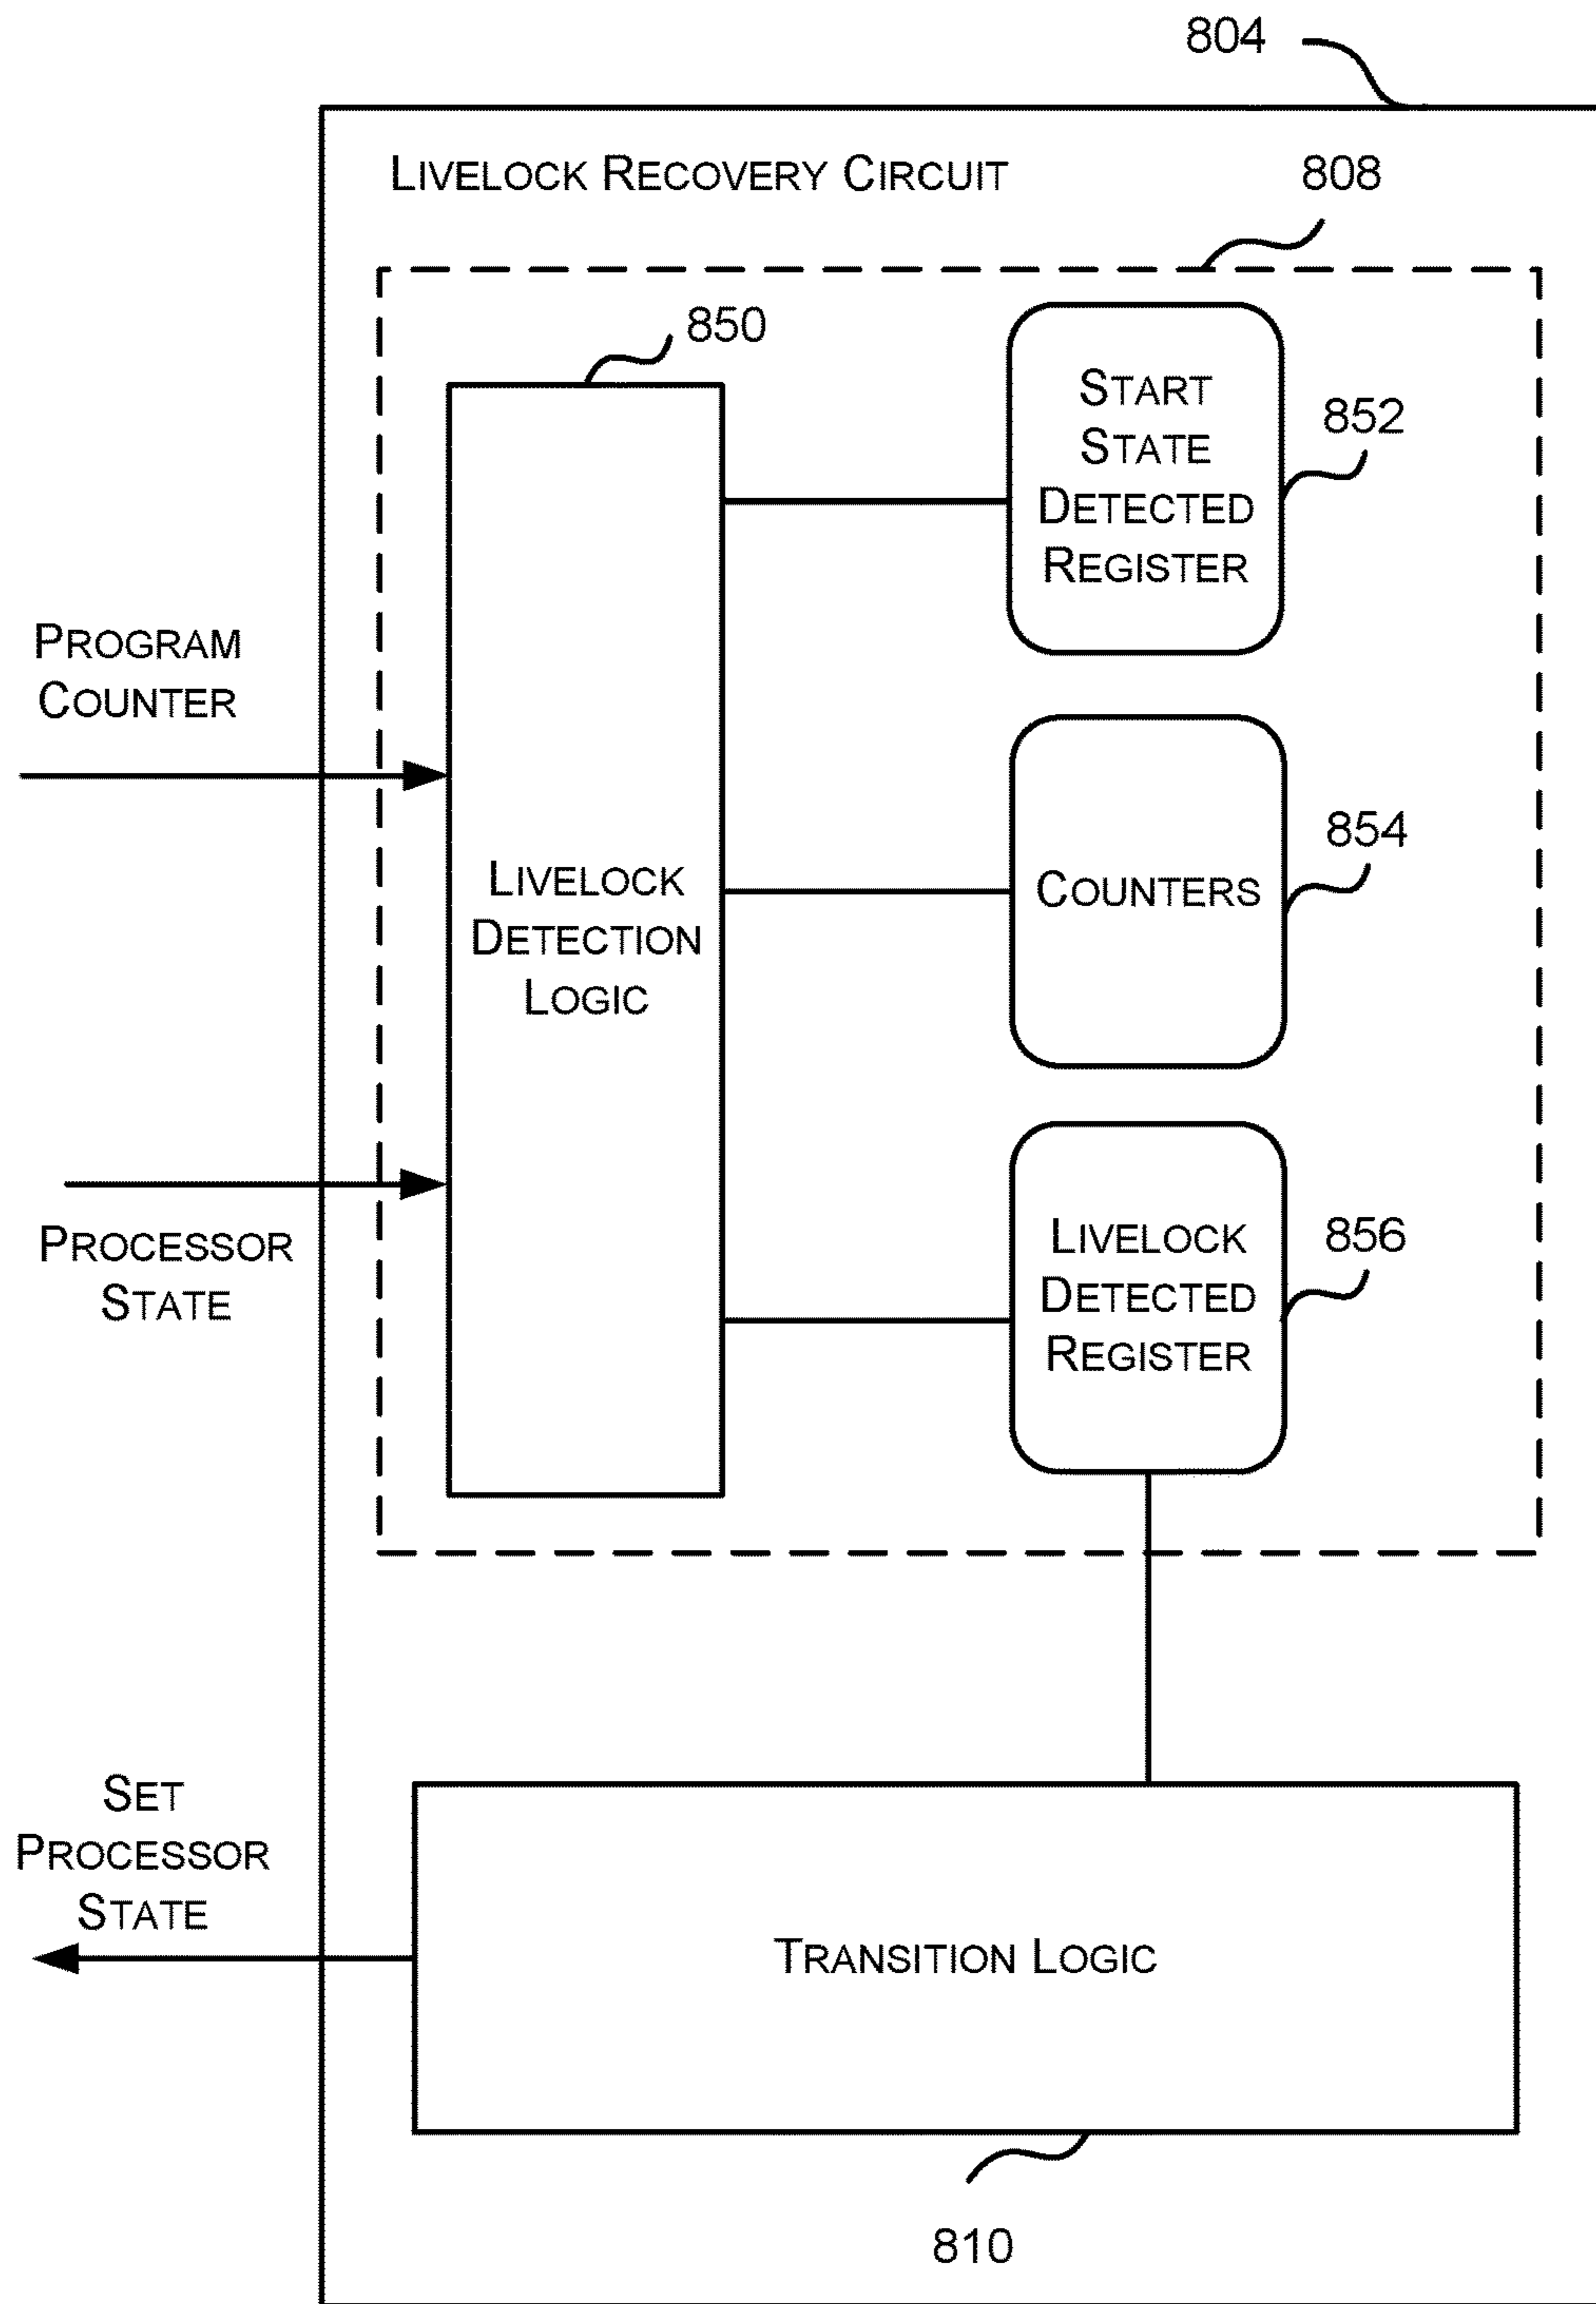 804
LIVELOCK RECOVERY CIRCUIT
808
850
START
STATE
DETECTED
REGISTER
852
PROGRAM
COUNTER
COUNTERS
854
LIVELOCK
DETECTION
LOGIC
PROCESSOR
STATE
LIVELOCK
DETECTED
REGISTER
856
SET
PROCESSOR
STATE
TRANSITION LOGIC
810